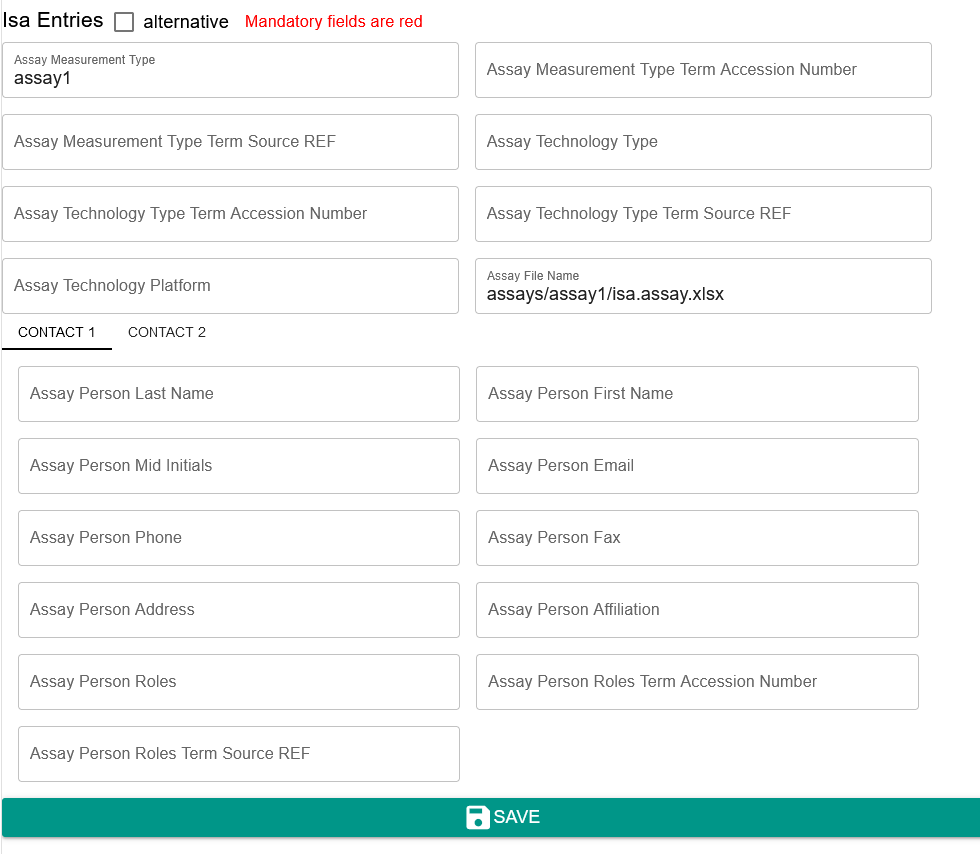 Isa Entries alternative Mandatory fields are red
Assay Measurement Type
assay1
Assay Measurement Type Term Accession Number
Assay Measurement Type Term Source REF
Assay Technology Type
Assay Technology Type Term Accession Number
Assay Technology Type Term Source REF
Assay Technology Platform
Assay File Name
assays/assay1/isa.assay.xlsx
CONTACT 1 CONTACT 2
Assay Person Last Name
Assay Person First Name
Assay Person Mid Initials
Assay Person Email
Assay Person Phone
Assay Person Fax
Assay Person Address
Assay Person Affiliation
Assay Person Roles
Assay Person Roles Term Accession Number
Assay Person Roles Term Source REF
SAVE